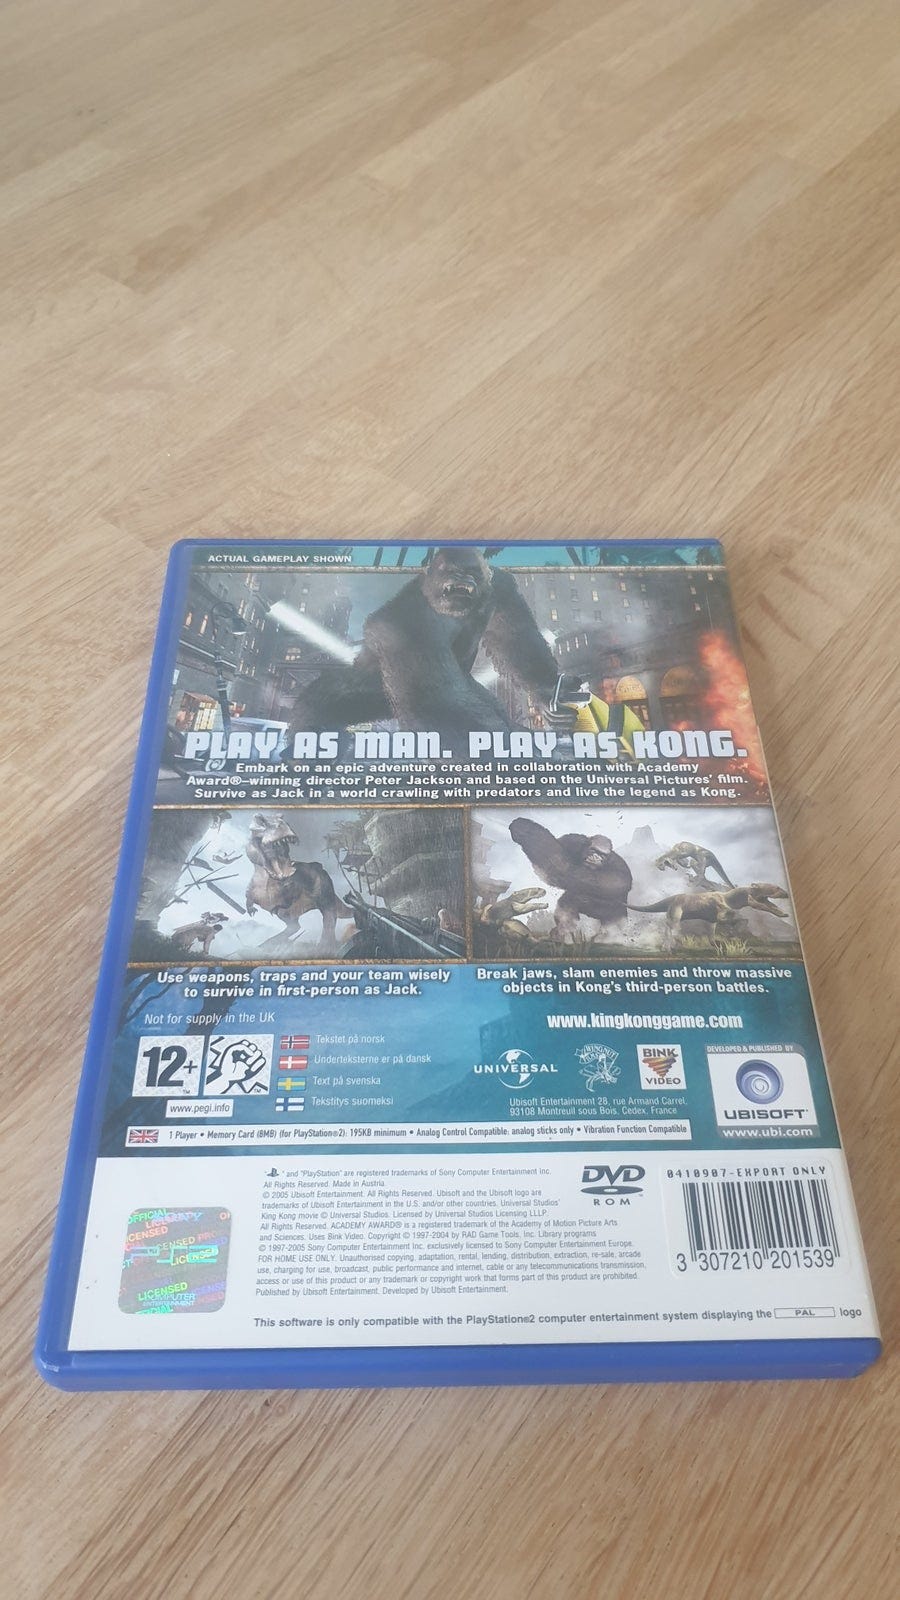 ACTUAL GAMEPLAY SHOWN
PLAY AS MAN. PLAY AS KONG.
Embark on an epic adventure created in collaboration with Academy
Award®-winning director Peter Jackson and based on the Universal Pictures' film.
Survive as Jack in a world crawling with predators and live the legend as Kong.
Use weapons, traps and your team wisely
to survive in first-person as Jack.
Break jaws, slam enemies and throw massive
objects in Kong's third-person battles.
Not for supply in the UK
www.kingkonggame.com
12+
www.pegi.info
Tekstet på norsk
Underteksterne er på dansk
Text på svenska
Tekstitys suomeksi
UNIVERSAL
WINGNUT
BINK
VIDEO
DEVELOPED & PUBLISHED BY
UBISOFT
www.ubi.com
Ubisoft Entertainment 28, rue Armand Carrel,
93108 Montreuil sous Bois, Cedex, France
1 Player • Memory Card (8MB) (for PlayStation®2): 195KB minimum • Analog Control Compatible: analog sticks only • Vibration Function Compatible
" and "PlayStation" are registered trademarks of Sony Computer Entertainment Inc.
All Rights Reserved. Made in Austria.
© 2005 Ubisoft Entertainment. All Rights Reserved. Ubisoft and the Ubisoft logo are
trademarks of Ubisoft Entertainment in the U.S. and/or other countries. Universal Studios'
King Kong movie © Universal Studios. Licensed by Universal Studios Licensing LLLP.
All Rights Reserved. ACADEMY AWARD® is a registered trademark of the Academy of Motion Picture Arts
and Sciences. Uses Bink Video. Copyright © 1997-2004 by RAD Game Tools, Inc. Library programs
© 1997-2005 Sony Computer Entertainment Inc. exclusively licensed to Sony Computer Entertainment Europe.
FOR HOME USE ONLY. Unauthorised copying, adaptation, rental, lending, distribution, extraction, re-sale, arcade
use, charging for use, broadcast, public performance and internet, cable or any telecommunications transmission,
access or use of this product or any trademark or copyright work that forms part of this product are prohibited.
Published by Ubisoft Entertainment. Developed by Ubisoft Entertainment.
DVD
ROM
0410907-EXPORT ONLY
3 307210 201539
OFFICIAL
LICENSED
LICENSED
LICENSED
COMPUTER
ENTERTAINMENT
This software is only compatible with the PlayStation®2 computer entertainment system displaying the PAL logo